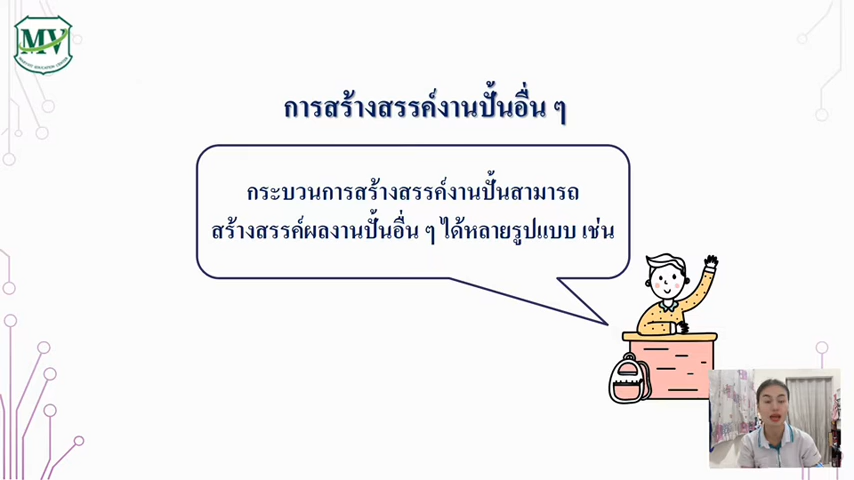 MV
การสร้างสรรค์งานปั้นอื่น ๆ
กระบวนการสร้างสรรค์งานปั้นสามารถ
สร้างสรรค์ผลงานปั้นอื่น ๆ ได้หลายรูปแบบ เช่น